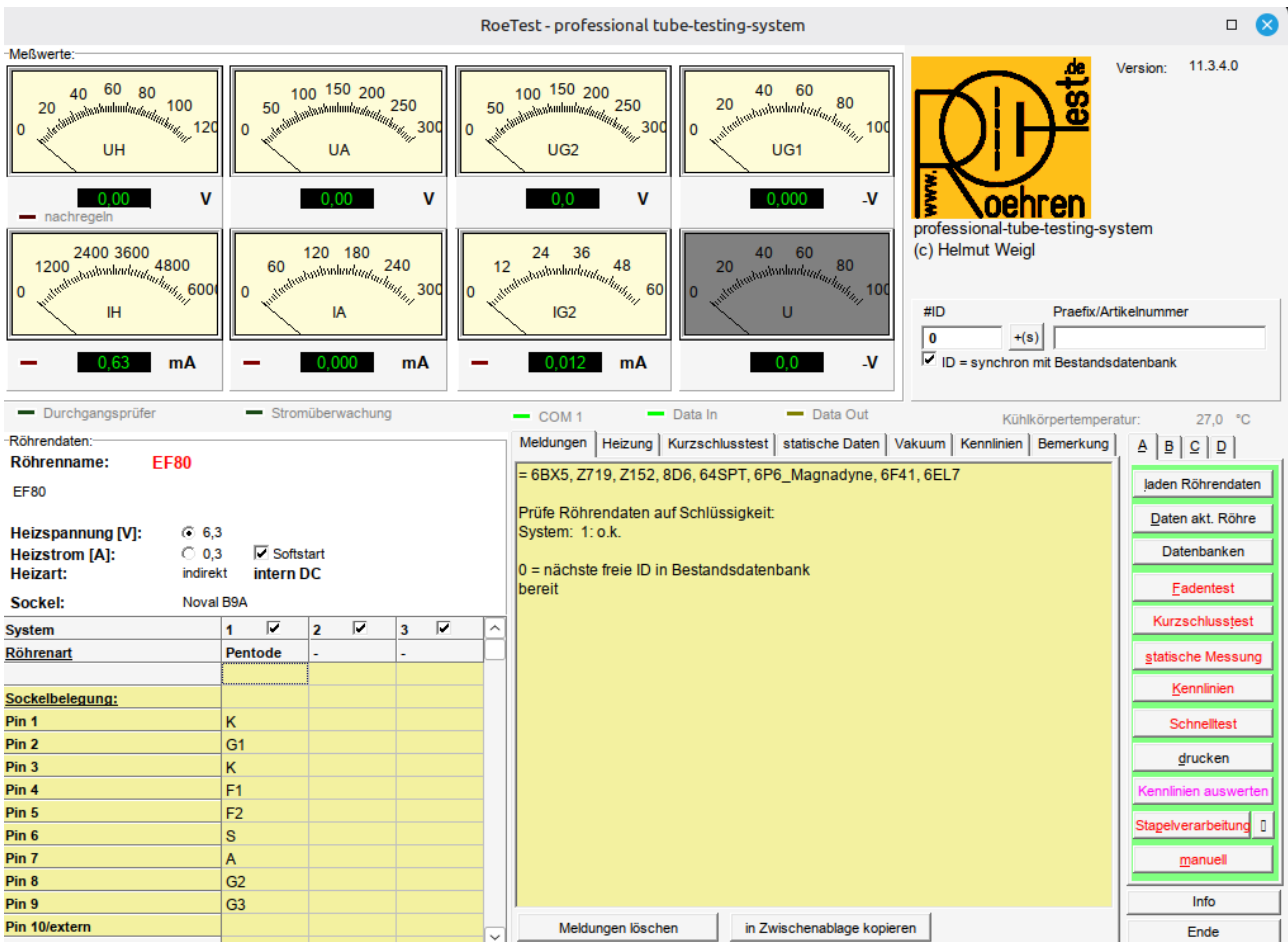 RoeTest - professional tube-testing-system
Meßwerte:
0 20 40 60 80 100 120
UH
0,00 V
nachregeln
0 50 100 150 200 250 300
UA
0,00 V
0 50 100 150 200 250 300
UG2
0,0 V
0 20 40 60 80 100
UG1
0,000 -V
0 1200 2400 3600 4800 6000
IH
0,63 mA
0 60 120 180 240 300
IA
0,000 mA
0 12 24 36 48 60
IG2
0,012 mA
0 20 40 60 80 100
U
0,0 -V
www.Roehrentest.de
Version: 11.3.4.0
professional-tube-testing-system
(c) Helmut Weigl
#ID Praefix/Artikelnummer
0 +(s)
ID = synchron mit Bestandsdatenbank
Durchgangsprüfer Stromüberwachung COM 1 Data In Data Out Kühlkörpertemperatur: 27,0 °C
Röhrendaten:
Röhrenname: EF80
EF80
Heizspannung [V]: 6,3
Heizstrom [A]: 0,3 Softstart
Heizart: indirekt intern DC
Sockel: Noval B9A
System 1 2 3
Röhrenart Pentode - -
Sockelbelegung:
Pin 1 K
Pin 2 G1
Pin 3 K
Pin 4 F1
Pin 5 F2
Pin 6 S
Pin 7 A
Pin 8 G2
Pin 9 G3
Pin 10/extern
Meldungen Heizung Kurzschlusstest statische Daten Vakuum Kennlinien Bemerkung
= 6BX5, Z719, Z152, 8D6, 64SPT, 6P6_Magnadyne, 6F41, 6EL7
Prüfe Röhrendaten auf Schlüssigkeit:
System: 1: o.k.
0 = nächste freie ID in Bestandsdatenbank
bereit
Meldungen löschen in Zwischenablage kopieren
A B C D
laden Röhrendaten
Daten akt. Röhre
Datenbanken
Fadentest
Kurzschlusstest
statische Messung
Kennlinien
Schnelltest
drucken
Kennlinien auswerten
Stapelverarbeitung
manuell
Info
Ende